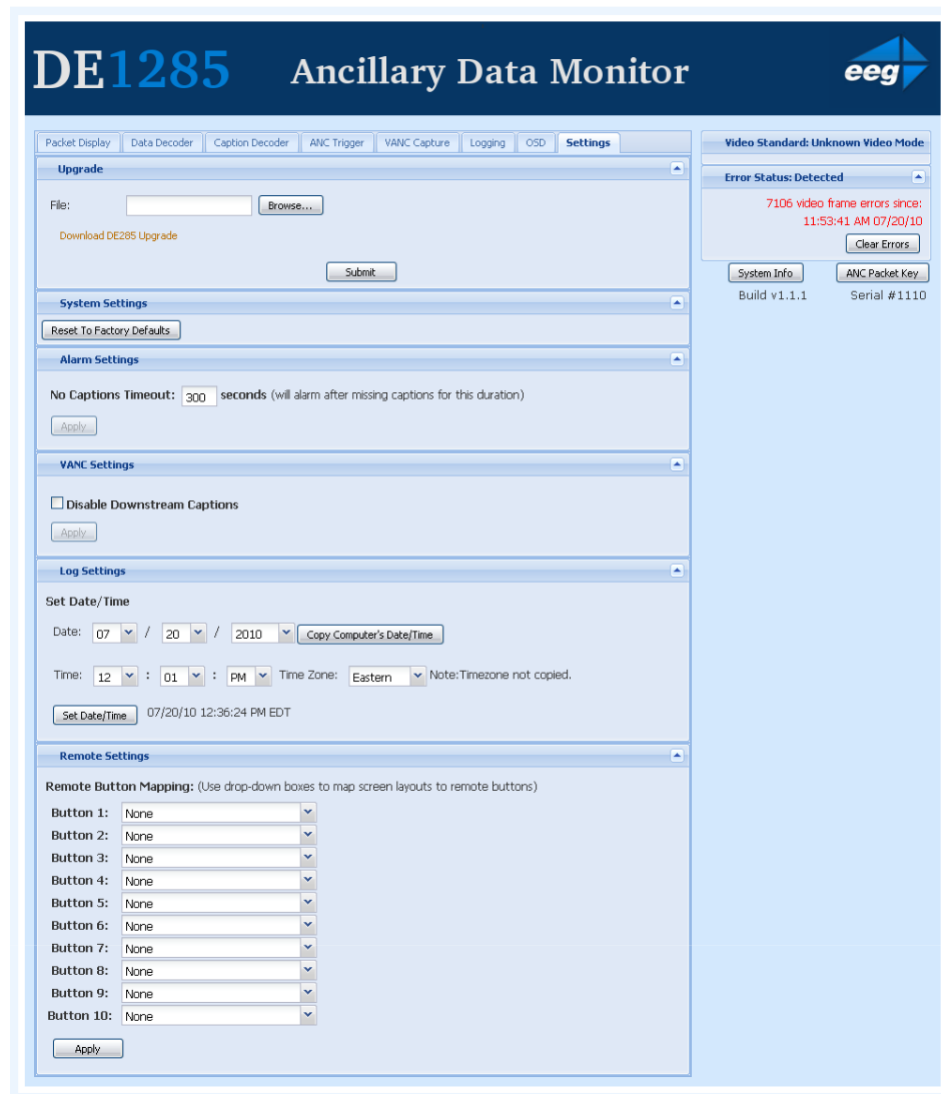 DE1285 Ancillary Data Monitor eeg
Packet Display Data Decoder Caption Decoder ANC Trigger VANC Capture Logging OSD Settings
Upgrade
File: Browse...
Download DE285 Upgrade
Submit
System Settings
Reset To Factory Defaults
Alarm Settings
No Captions Timeout: 300 seconds (will alarm after missing captions for this duration)
Apply
VANC Settings
Disable Downstream Captions
Apply
Log Settings
Set Date/Time
Date: 07 / 20 / 2010 Copy Computer's Date/Time
Time: 12 : 01 : PM Time Zone: Eastern Note:Timezone not copied.
Set Date/Time 07/20/10 12:36:24 PM EDT
Remote Settings
Remote Button Mapping: (Use drop-down boxes to map screen layouts to remote buttons)
Button 1: None
Button 2: None
Button 3: None
Button 4: None
Button 5: None
Button 6: None
Button 7: None
Button 8: None
Button 9: None
Button 10: None
Apply
Video Standard: Unknown Video Mode
Error Status: Detected
7106 video frame errors since:
11:53:41 AM 07/20/10
Clear Errors
System Info ANC Packet Key
Build v1.1.1 Serial #1110